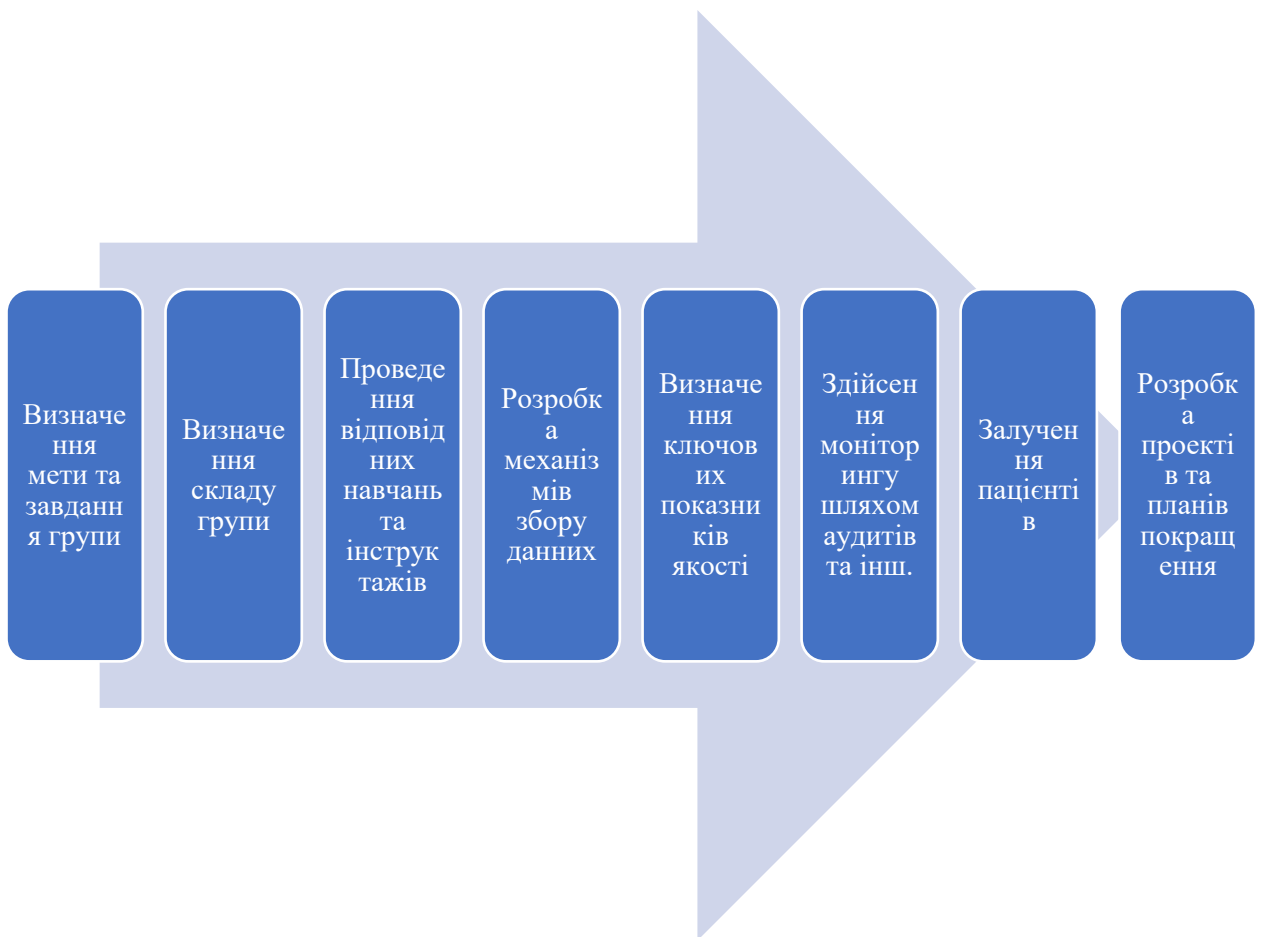 Визначе
ння
мети та
завданн
я групи
Визначе
ння
складу
групи
Проведе
ння
відповід
них
навчань
та
інструк
тажів
Розробк
а
механіз
мів
збору
данних
Визначе
ння
ключов
их
показни
ків
якості
Здійсен
ня
монітор
ингу
шляхом
аудитів
та інш.
Залучен
ня
пацієнті
в
Розробк
а
проекті
в та
планів
покращ
ення